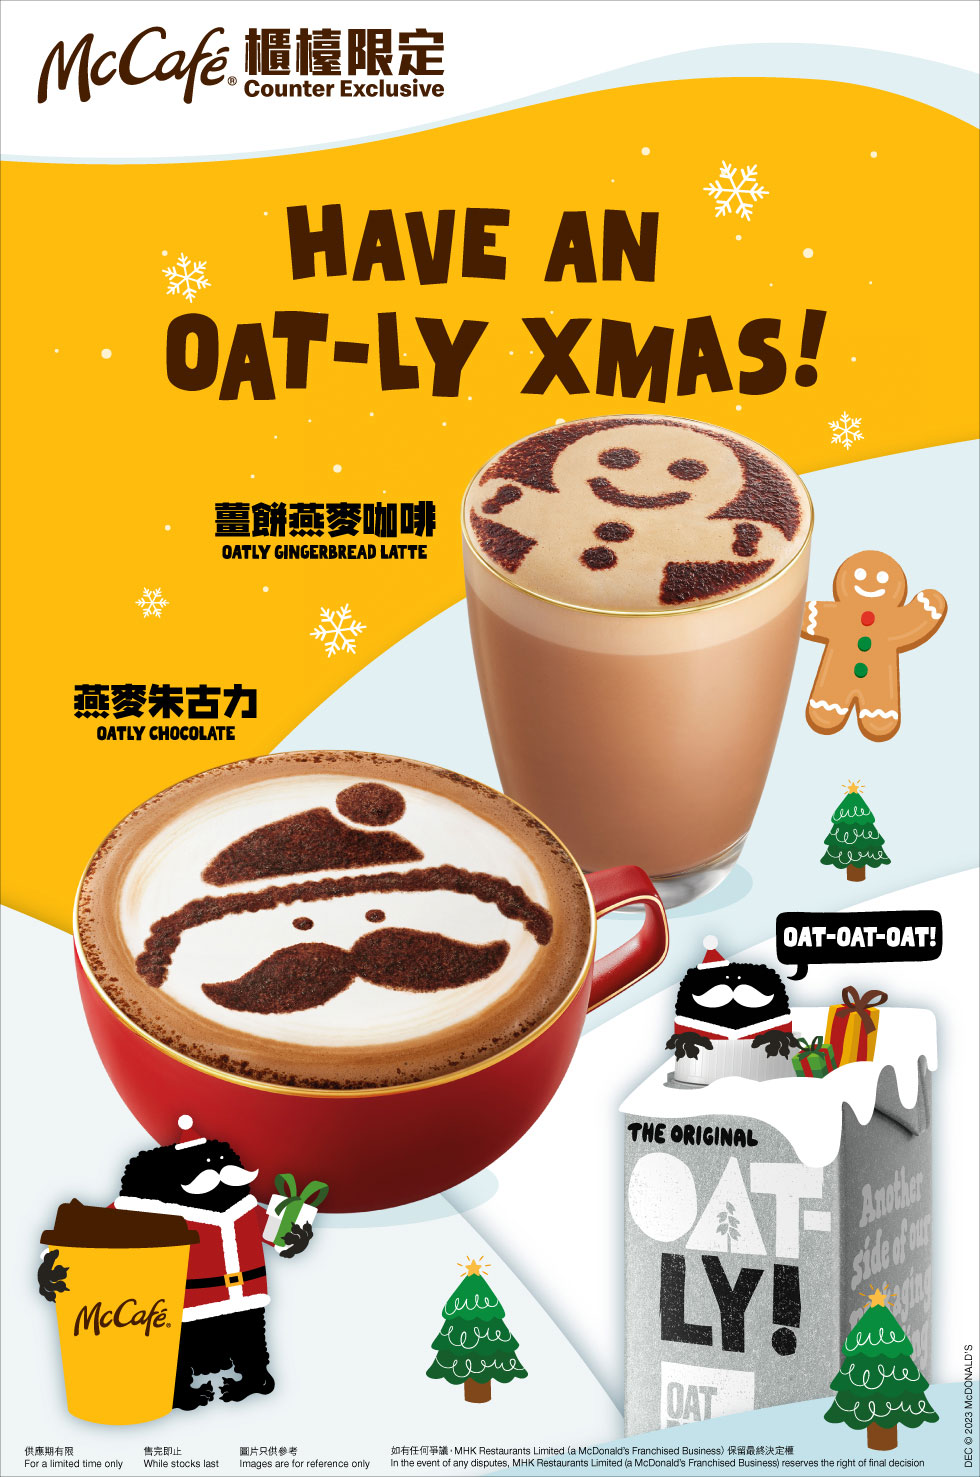 McCafé® 櫃檯限定
Counter Exclusive
HAVE AN
OAT-LY XMAS!
薑餅燕麥咖啡
OATLY GINGERBREAD LATTE
燕麥朱古力
OATLY CHOCOLATE
OAT-OAT-OAT!
THE ORIGINAL
OAT-
LY!
Another
side of our
OAT
McCafé®
供應期有限
For a limited time only
售完即止
While stocks last
圖片只供參考
Images are for reference only
如有任何爭議，MHK Restaurants Limited (a McDonald's Franchised Business) 保留最終決定權
In the event of any disputes, MHK Restaurants Limited (a McDonald's Franchised Business) reserves the right of final decision
DEC © 2023 McDONALD'S